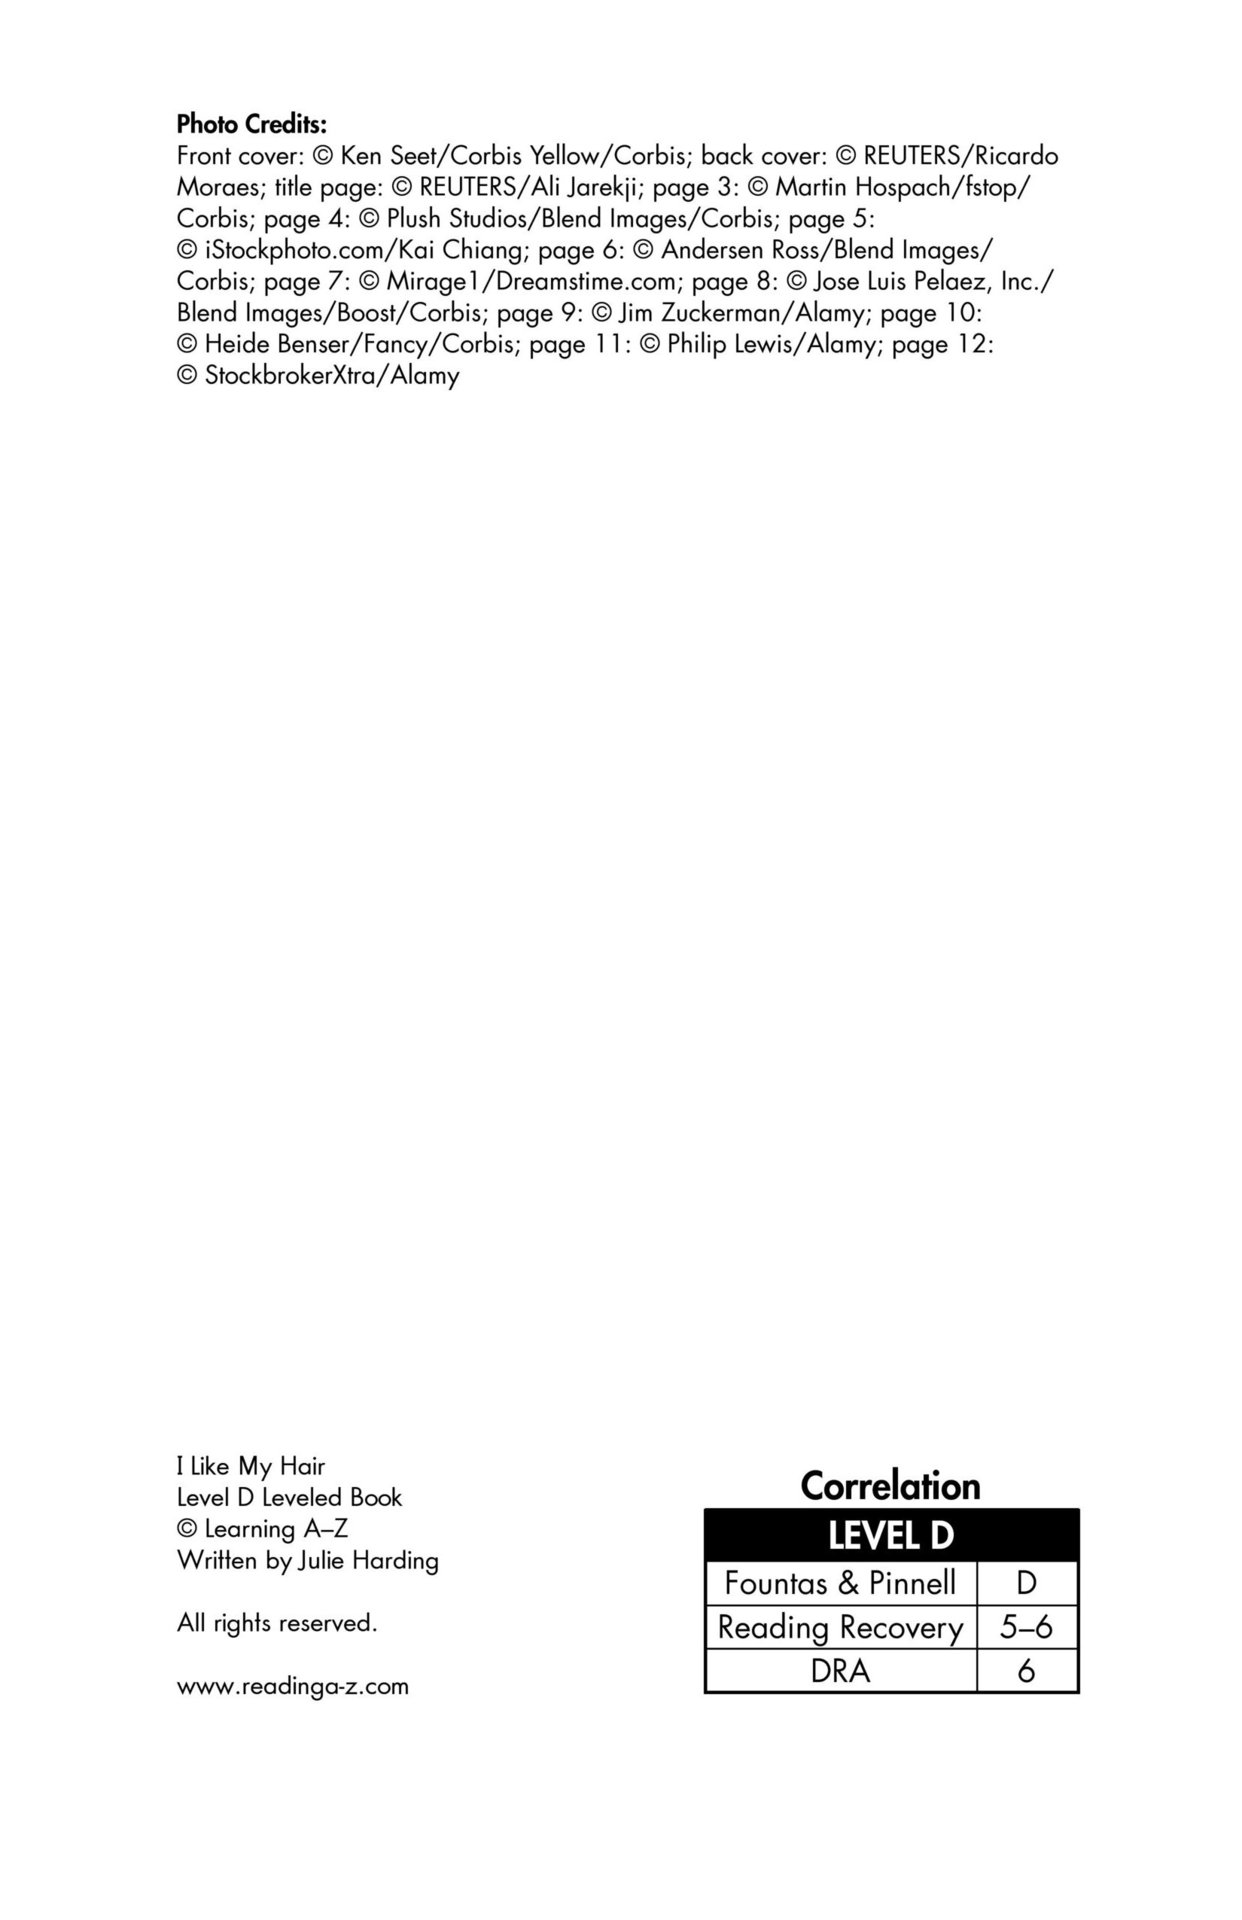 Photo Credits:
Front cover: © Ken Seet/Corbis Yellow/Corbis; back cover: © REUTERS/Ricardo
Moraes; title page: © REUTERS/Ali Jarekji; page 3: © Martin Hospach/fstop/
Corbis; page 4: © Plush Studios/Blend Images/Corbis; page 5:
© iStockphoto.com/Kai Chiang; page 6: © Andersen Ross/Blend Images/
Corbis; page 7: © Mirage1/Dreamstime.com; page 8: © Jose Luis Pelaez, Inc./
Blend Images/Boost/Corbis; page 9: © Jim Zuckerman/Alamy; page 10:
© Heide Benser/Fancy/Corbis; page 11: © Philip Lewis/Alamy; page 12:
© StockbrokerXtra/Alamy
I Like My Hair
Level D Leveled Book
© Learning A–Z
Written by Julie Harding
All rights reserved.
www.readinga-z.com
Correlation
LEVEL D
Fountas & Pinnell D
Reading Recovery 5–6
DRA 6